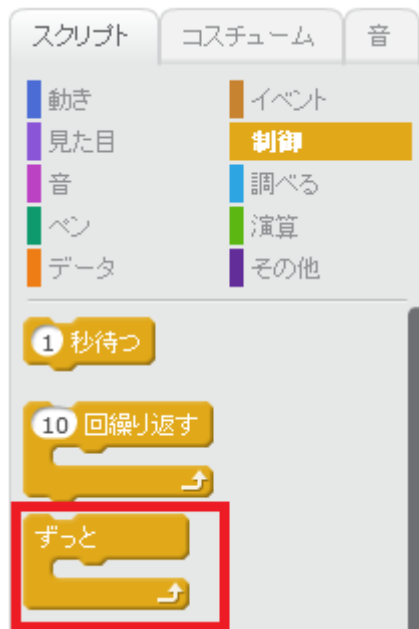 スクリプト コスチューム 音
動き イベント
見た目 制御
音 調べる
ペン 演算
データ その他
1 秒待つ
10 回繰り返す
ずっと